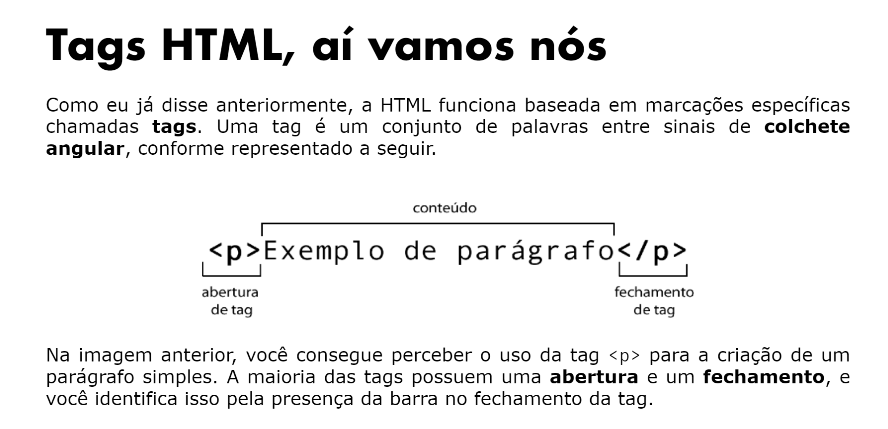 Tags HTML, aí vamos nós
Como eu já disse anteriormente, a HTML funciona baseada em marcações específicas
chamadas tags. Uma tag é um conjunto de palavras entre sinais de colchete
angular, conforme representado a seguir.
conteúdo
<p>Exemplo de parágrafo</p>
abertura
de tag
fechamento
de tag
Na imagem anterior, você consegue perceber o uso da tag <p> para a criação de um
parágrafo simples. A maioria das tags possuem uma abertura e um fechamento, e
você identifica isso pela presença da barra no fechamento da tag.